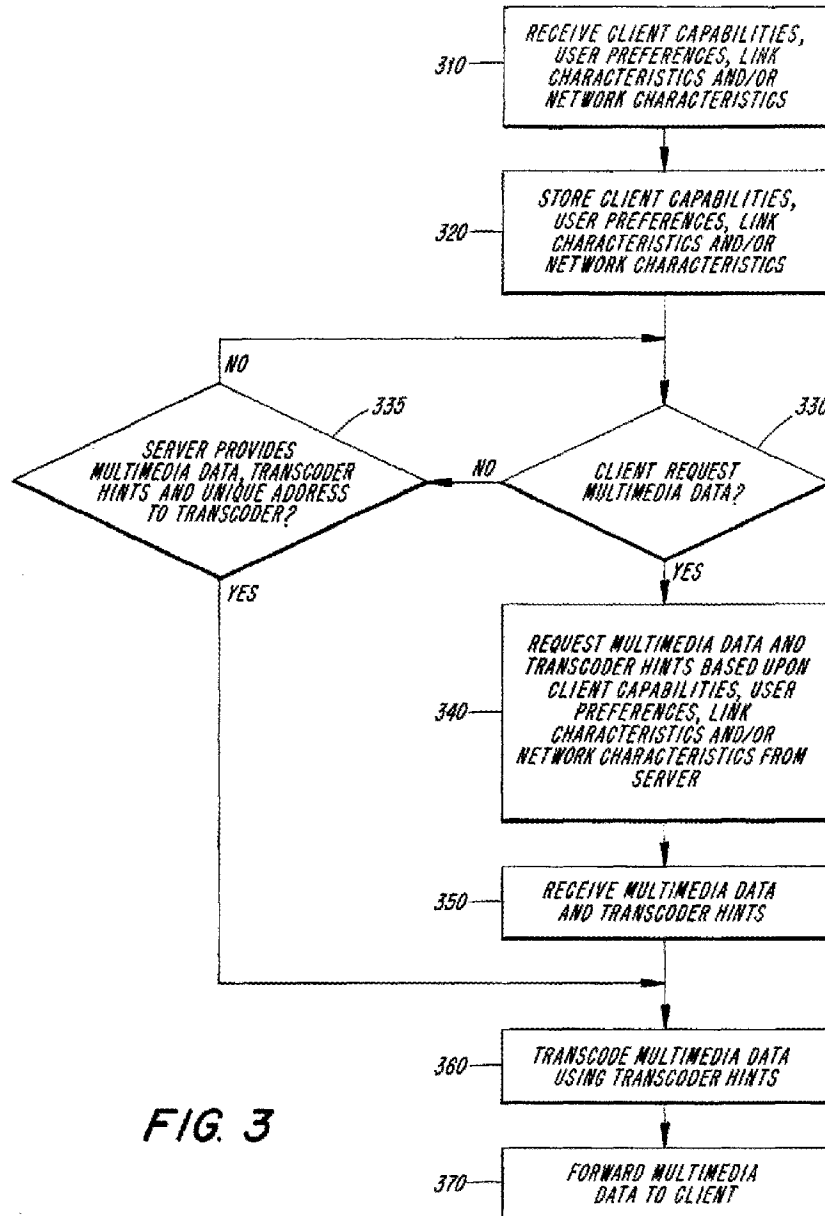 RECEIVE CLIENT CAPABILITIES,
USER PREFERENCES, LINK
CHARACTERISTICS AND/OR
NETWORK CHARACTERISTICS
310
STORE CLIENT CAPABILITIES,
USER PREFERENCES, LINK
CHARACTERISTICS AND/OR
NETWORK CHARACTERISTICS
320
NO
335
330
SERVER PROVIDES
MULTIMEDIA DATA, TRANSCODER
HINTS AND UNIQUE ADDRESS
TO TRANSCODER?
NO
CLIENT REQUEST
MULTIMEDIA DATA?
YES
YES
REQUEST MULTIMEDIA DATA AND
TRANSCODER HINTS BASED UPON
CLIENT CAPABILITIES, USER
PREFERENCES, LINK
CHARACTERISTICS AND/OR
NETWORK CHARACTERISTICS FROM
SERVER
340
RECEIVE MULTIMEDIA DATA
AND TRANSCODER HINTS
350
TRANSCODE MULTIMEDIA DATA
USING TRANSCODER HINTS
360
FIG. 3
FORWARD MULTIMEDIA
DATA TO CLIENT
370